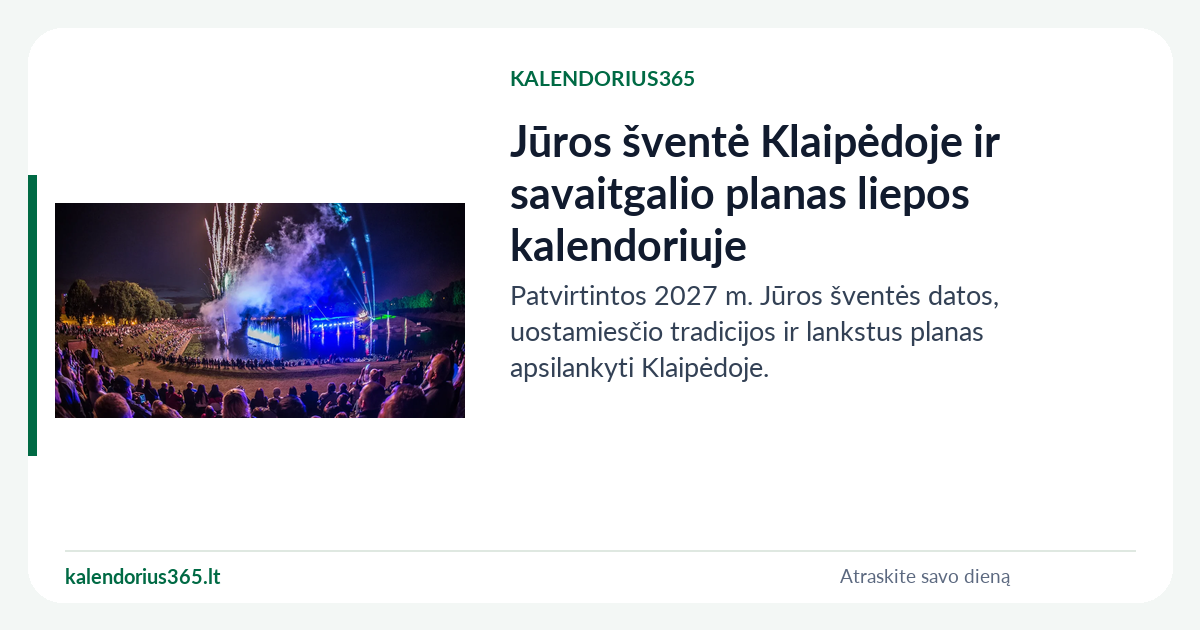 KALENDORIUS365
Jūros šventė Klaipėdoje ir
savaitgalio planas liepos
kalendoriuje
Patvirtintos 2027 m. Jūros šventės datos,
uostamiesčio tradicijos ir lankstus planas
apsilankyti Klaipėdoje.
kalendorius365.lt
Atraskite savo dieną